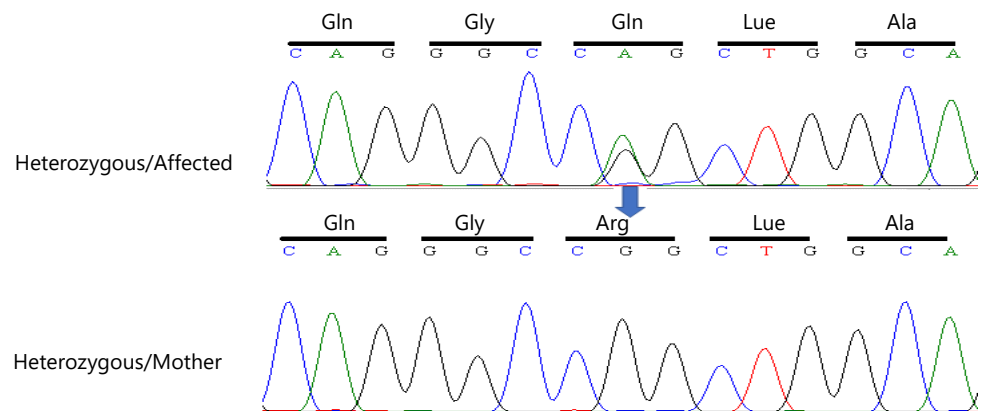 Gln Gly Gln Lue Ala
C A G G G C C A G C T G G C A
Heterozygous/Affected
Gln Gly Arg Lue Ala
C A G G G C C G G C T G G C A
Heterozygous/Mother